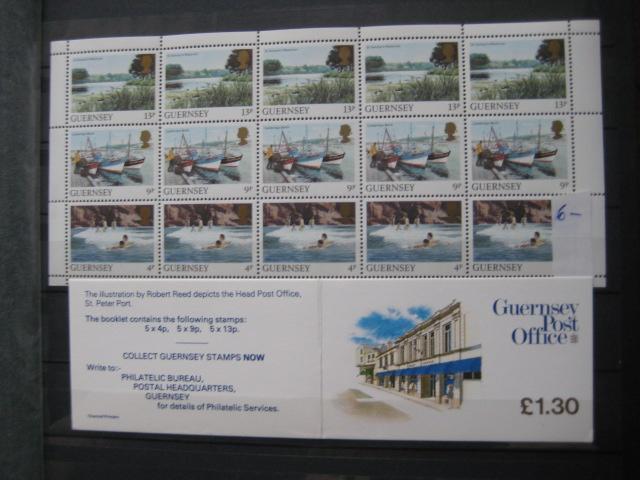 GUERNSEY 13P GUERNSEY 13P GUERNSEY 13P GUERNSEY 13P GUERNSEY 13P
GUERNSEY 9P GUERNSEY 9P GUERNSEY 9P GUERNSEY 9P GUERNSEY 9P
6-
GUERNSEY 4P GUERNSEY 4P GUERNSEY 4P GUERNSEY 4P GUERNSEY
The illustration by Robert Reed depicts the Head Post Office,
St. Peter Port.
The booklet contains the following stamps:
5 x 4p, 5 x 9p, 5 x 13p.
COLLECT GUERNSEY STAMPS NOW
Write to:-
PHILATELIC BUREAU,
POSTAL HEADQUARTERS,
GUERNSEY
for details of Philatelic Services.
Guernsey
Post
Office
£1.30